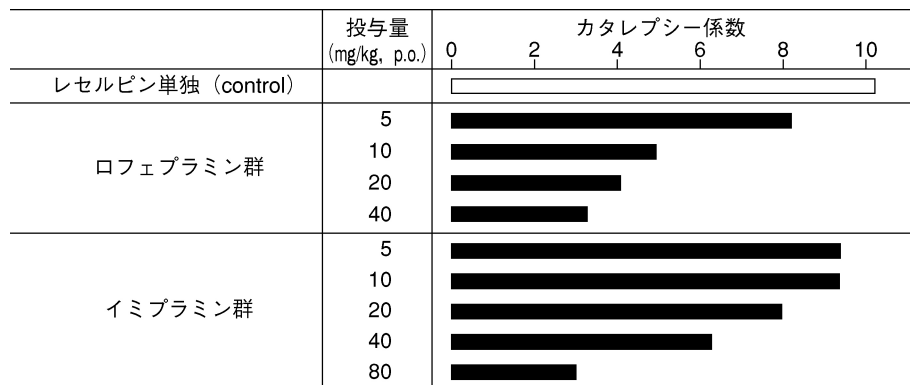 投与量
(mg/kg, p.o.)
カタレプシー係数
0 2 4 6 8 10
レセルピン単独（control）
ロフェプラミン群
5
10
20
40
イミプラミン群
5
10
20
40
80